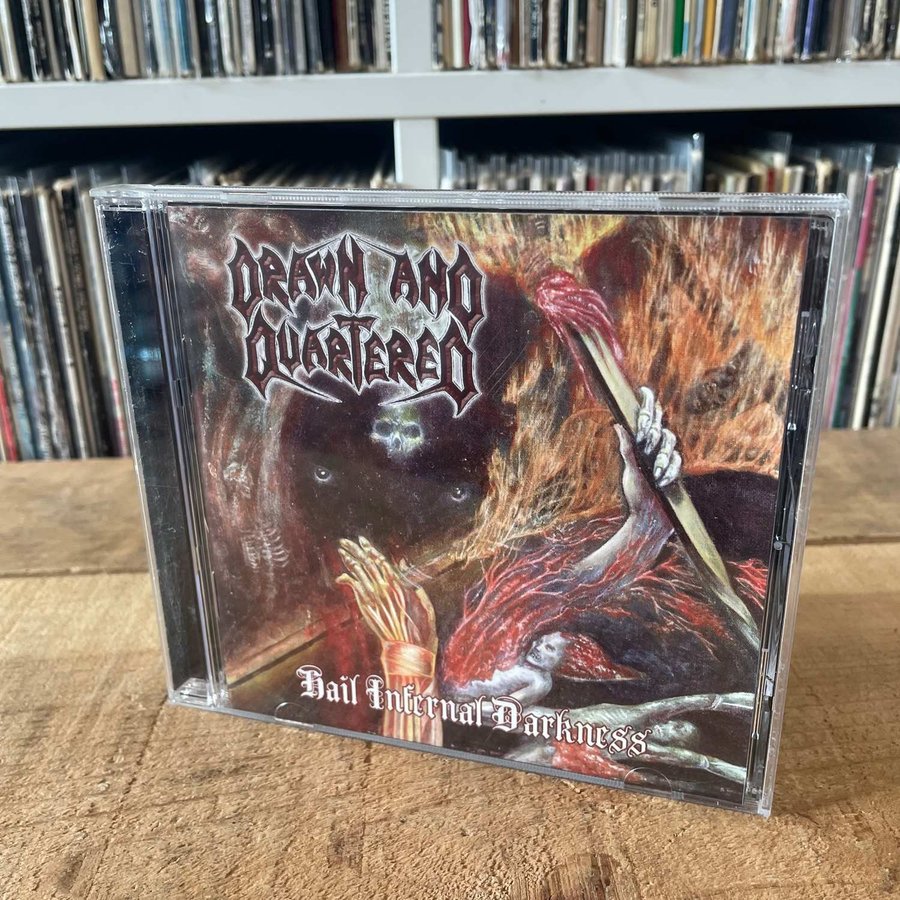 DRAWN AND
QUARTERED
Hail Infernal Darkness